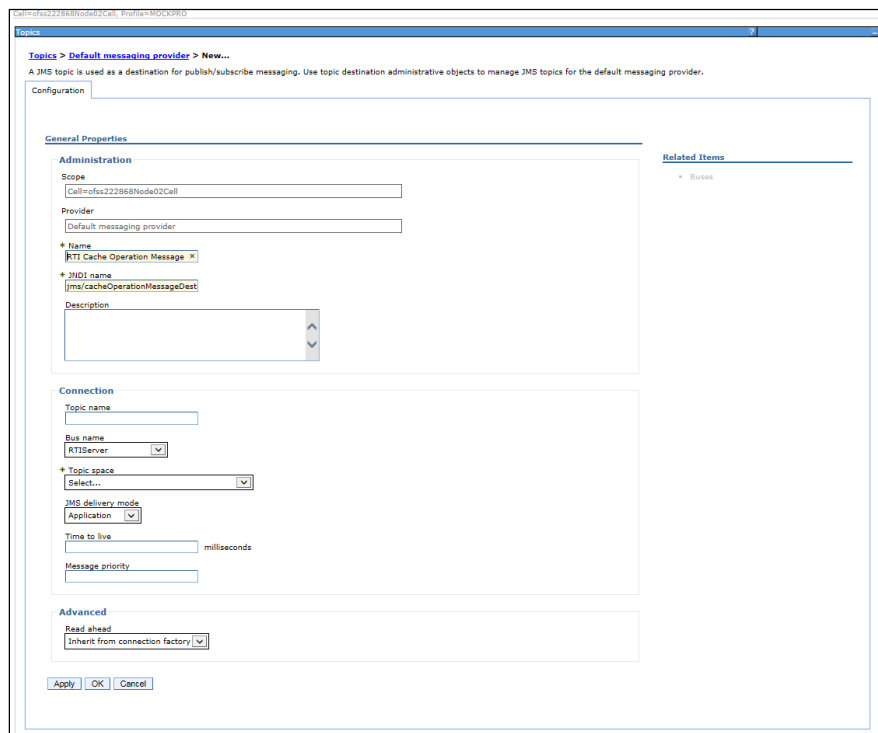 Cell=ofss222868Node02Cell, Profile=MOCKPRO
Topics ? –
Topics > Default messaging provider > New...
A JMS topic is used as a destination for publish/subscribe messaging. Use topic destination administrative objects to manage JMS topics for the default messaging provider.
Configuration
General Properties
Related Items
Buses
Administration
Scope
Cell=ofss222868Node02Cell
Provider
Default messaging provider
Name
RTI Cache Operation Message ×
JNDI name
jms/cacheOperationMessageDest
Description
Connection
Topic name
Bus name
RTIServer
Topic space
Select...
JMS delivery mode
Application
Time to live
milliseconds
Message priority
Advanced
Read ahead
Inherit from connection factory
Apply OK Cancel